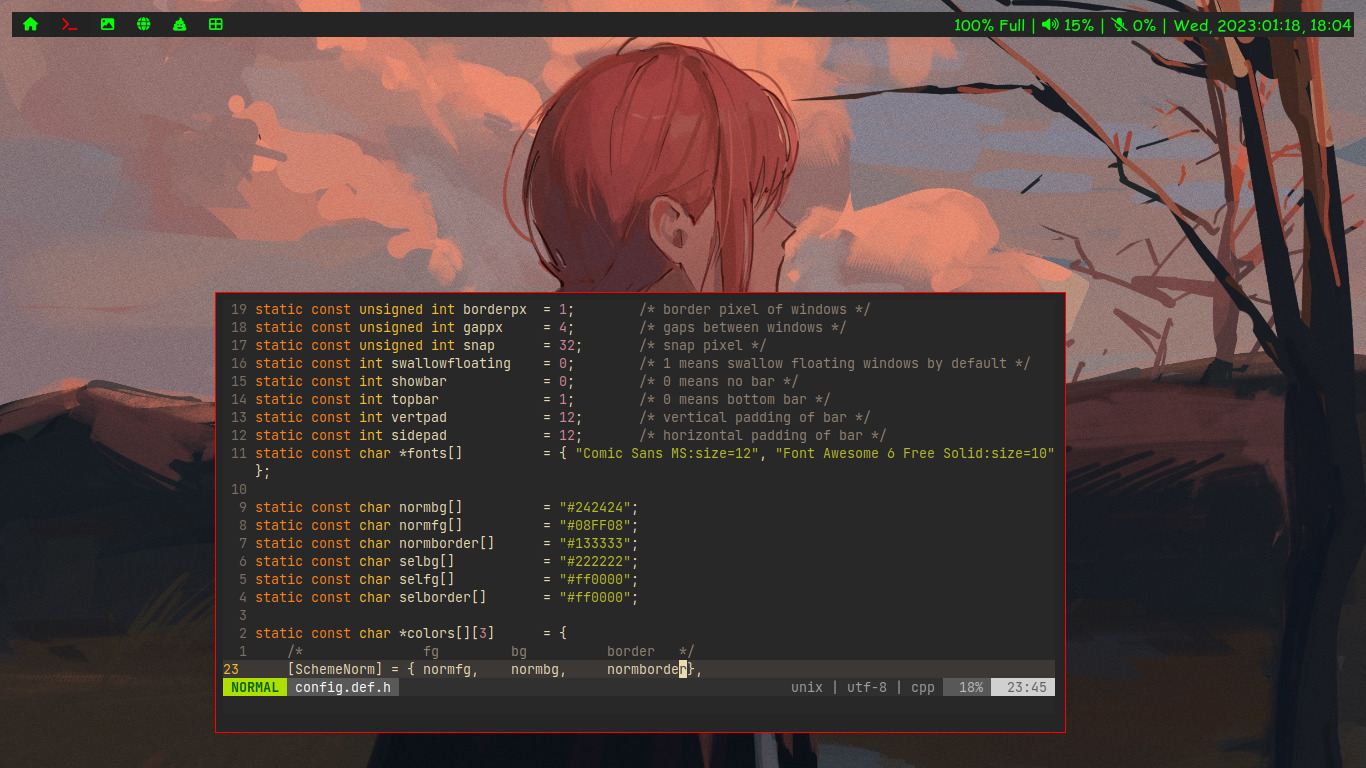 100% Full | 15% | 0% | Wed, 2023:01:18, 18:04
19 static const unsigned int borderpx  = 1;        /* border pixel of windows */
18 static const unsigned int gappx     = 4;        /* gaps between windows */
17 static const unsigned int snap      = 32;       /* snap pixel */
16 static const int swallowfloating    = 0;        /* 1 means swallow floating windows by default */
15 static const int showbar            = 0;        /* 0 means no bar */
14 static const int topbar             = 1;        /* 0 means bottom bar */
13 static const int vertpad            = 12;       /* vertical padding of bar */
12 static const int sidepad            = 12;       /* horizontal padding of bar */
11 static const char *fonts[]          = { "Comic Sans MS:size=12", "Font Awesome 6 Free Solid:size=10"
};
10
9 static const char normbg[]          = "#242424";
8 static const char normfg[]          = "#08FF08";
7 static const char normborder[]      = "#133333";
6 static const char selbg[]           = "#222222";
5 static const char selfg[]           = "#ff0000";
4 static const char selborder[]       = "#ff0000";
3
2 static const char *colors[][3]      = {
1     /*               fg         bg          border   */
23      [SchemeNorm] = { normfg,    normbg,     normborder},
NORMAL config.def.h unix | utf-8 | cpp 18% 23:45